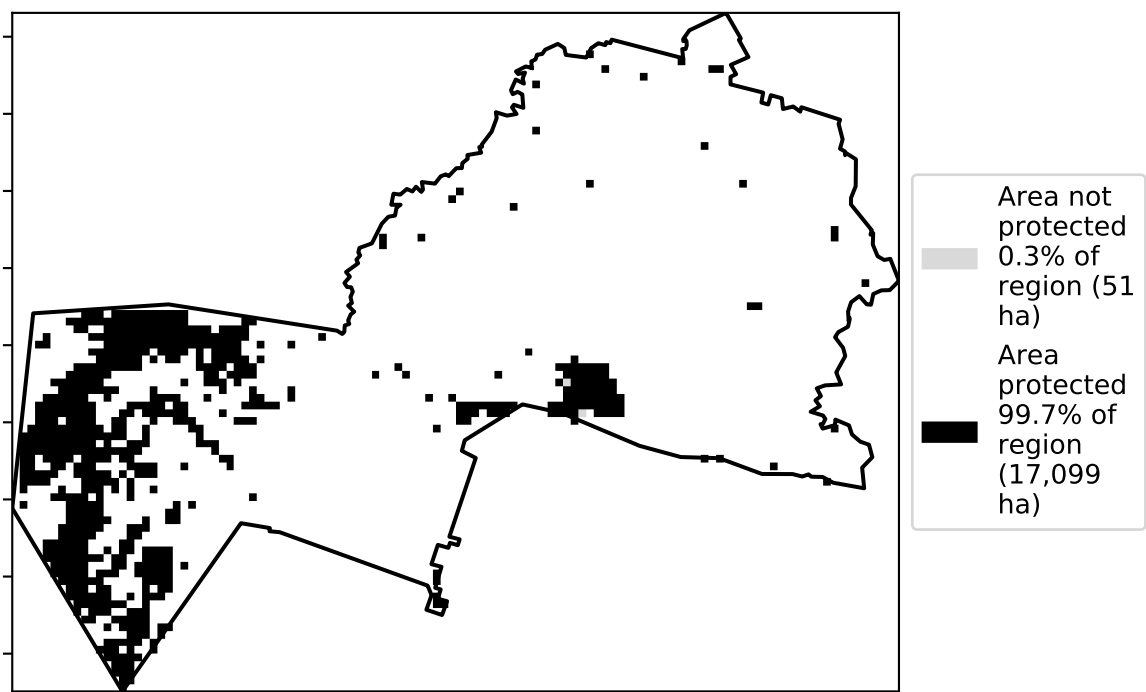 Area not
protected
0.3% of
region (51
ha)
Area
protected
99.7% of
region
(17,099
ha)